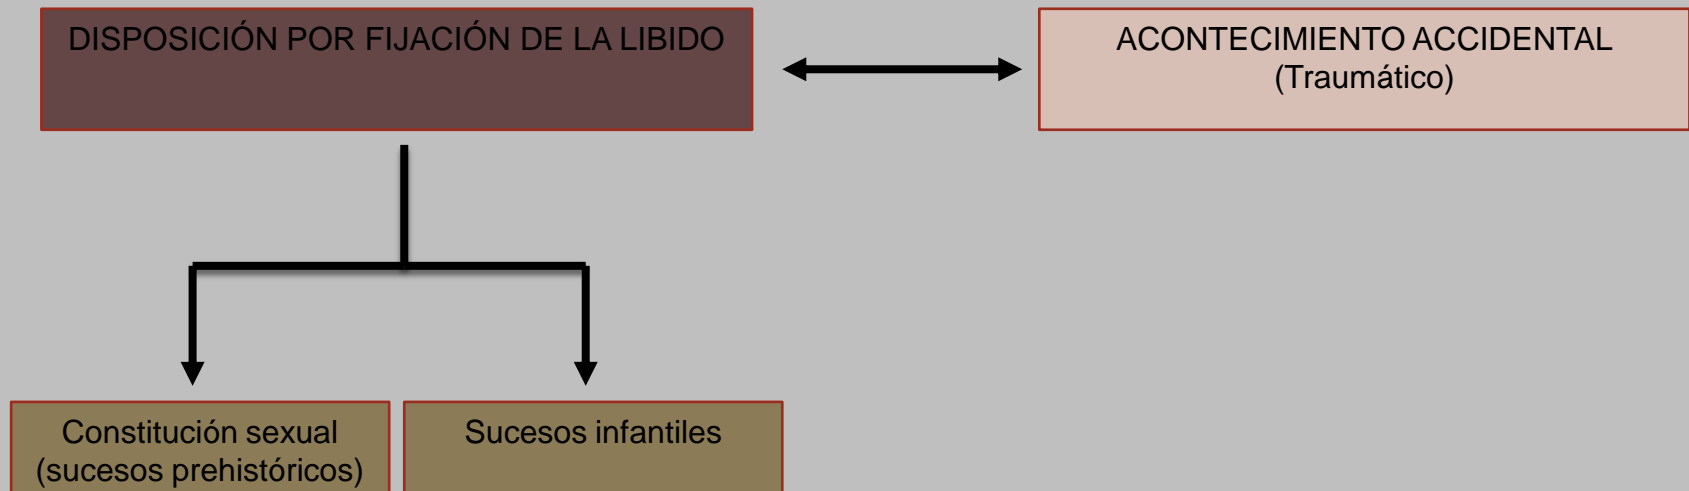 DISPOSICIÓN POR FIJACIÓN DE LA LIBIDO
ACONTECIMIENTO ACCIDENTAL
(Traumático)
Constitución sexual
(sucesos prehistóricos)
Sucesos infantiles